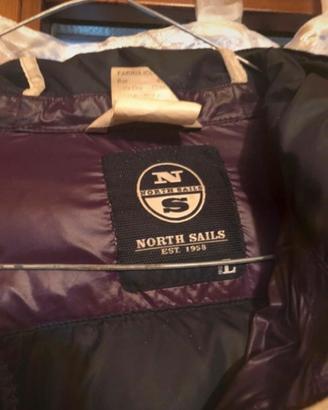 N
NORTH SAILS
S
NORTH SAILS
EST. 1958
L